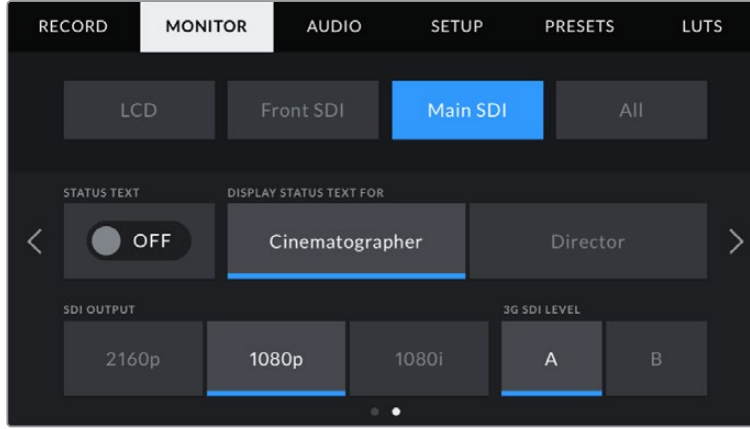 RECORD MONITOR AUDIO SETUP PRESETS LUTS
LCD Front SDI Main SDI All
STATUS TEXT DISPLAY STATUS TEXT FOR
OFF Cinematographer Director
SDI OUTPUT 3G SDI LEVEL
2160p 1080p 1080i A B